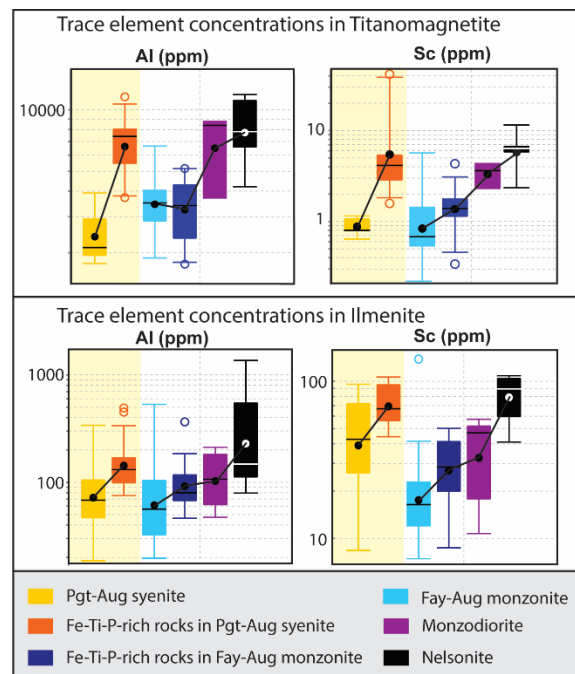 Trace element concentrations in Titanomagnetite
Al (ppm)
Sc (ppm)
10000
10
1
Trace element concentrations in Ilmenite
Al (ppm)
Sc (ppm)
1000
100
100
10
Pgt-Aug syenite
Fay-Aug monzonite
Fe-Ti-P-rich rocks in Pgt-Aug syenite
Monzodiorite
Fe-Ti-P-rich rocks in Fay-Aug monzonite
Nelsonite